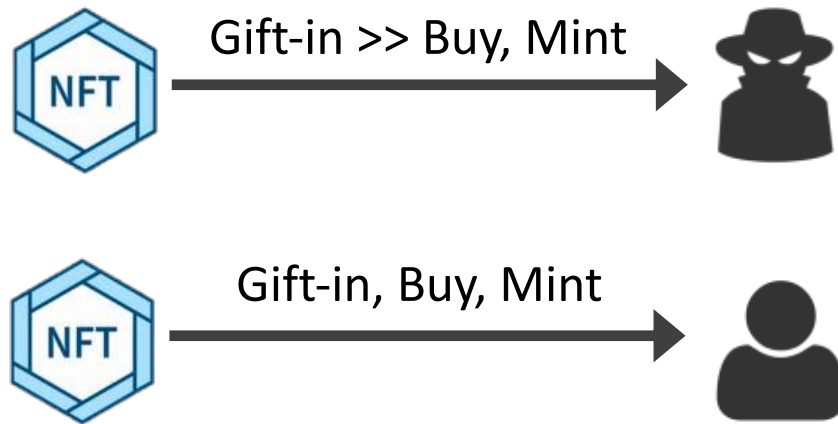 Gift-in >> Buy, Mint
NFT
Gift-in, Buy, Mint
NFT